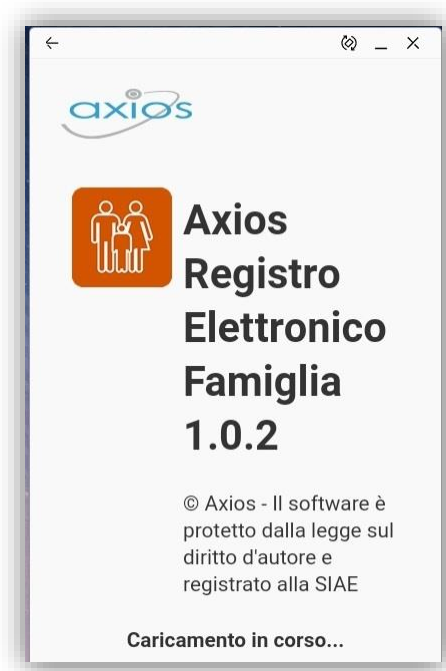 axios
Axios
Registro
Elettronico
Famiglia
1.0.2
© Axios - Il software è
protetto dalla legge sul
diritto d'autore e
registrato alla SIAE
Caricamento in corso...